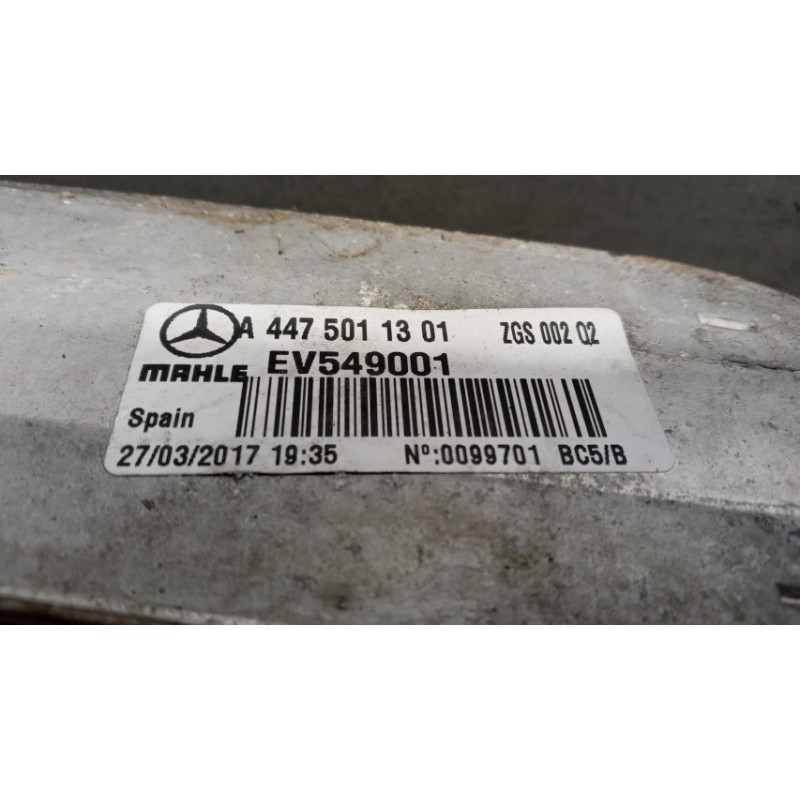 A 447 501 13 01 ZGS 002 Q2
MAHLE EV549001
Spain
27/03/2017 19:35 Nº:0099701 BC5/B